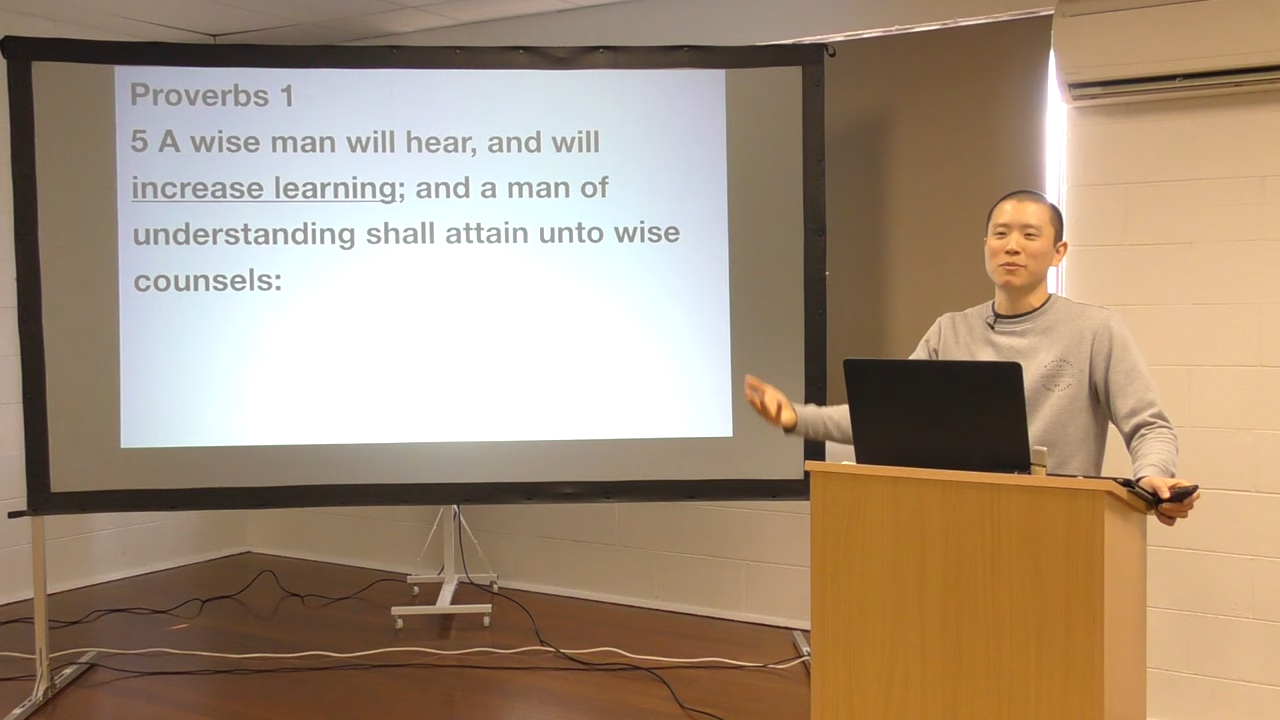 Proverbs 1
5 A wise man will hear, and will
increase learning; and a man of
understanding shall attain unto wise
counsels: